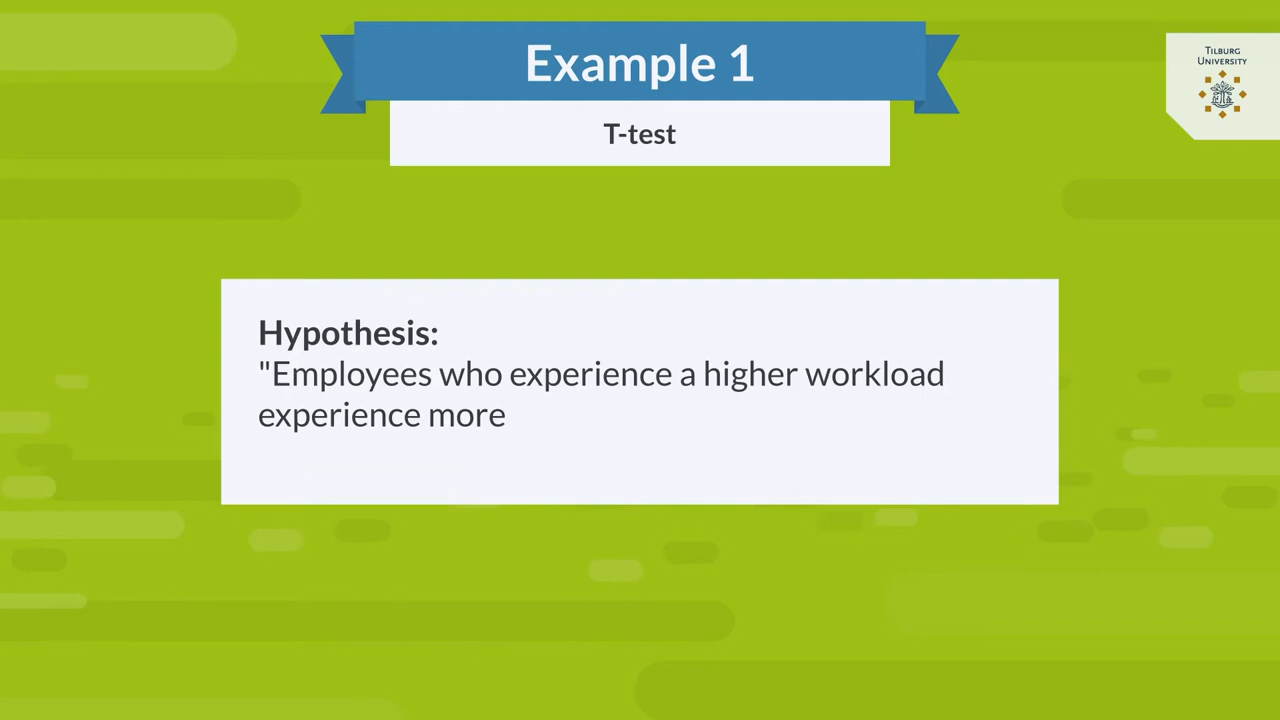 Example 1
TILBURG
UNIVERSITY
T-test
Hypothesis:
"Employees who experience a higher workload
experience more